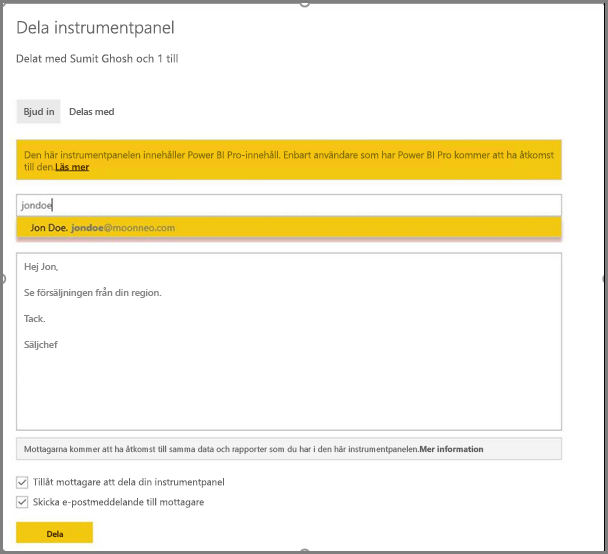 Dela instrumentpanel
Delat med Sumit Ghosh och 1 till
Bjud in Delas med
Den här instrumentpanelen innehåller Power BI Pro-innehåll. Enbart användare som har Power BI Pro kommer att ha åtkomst
till den.Läs mer
jondoe
Jon Doe. jondoe@moonneo.com
Hej Jon,
Se försäljningen från din region.
Tack.
Säljchef
Mottagarna kommer att ha åtkomst till samma data och rapporter som du har i den här instrumentpanelen.Mer information
Tillåt mottagare att dela din instrumentpanel
Skicka e-postmeddelande till mottagare
Dela